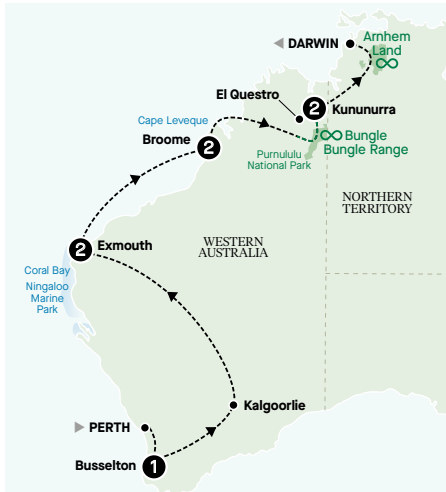 Arnhem
Land
DARWIN
El Questro
2
Kununurra
Cape Leveque
Broome
2
Bungle
Bungle Range
Purnululu
National Park
NORTHERN
TERRITORY
WESTERN
AUSTRALIA
2
Exmouth
Coral Bay
Ningaloo
Marine
Park
Kalgoorlie
PERTH
Busselton
1